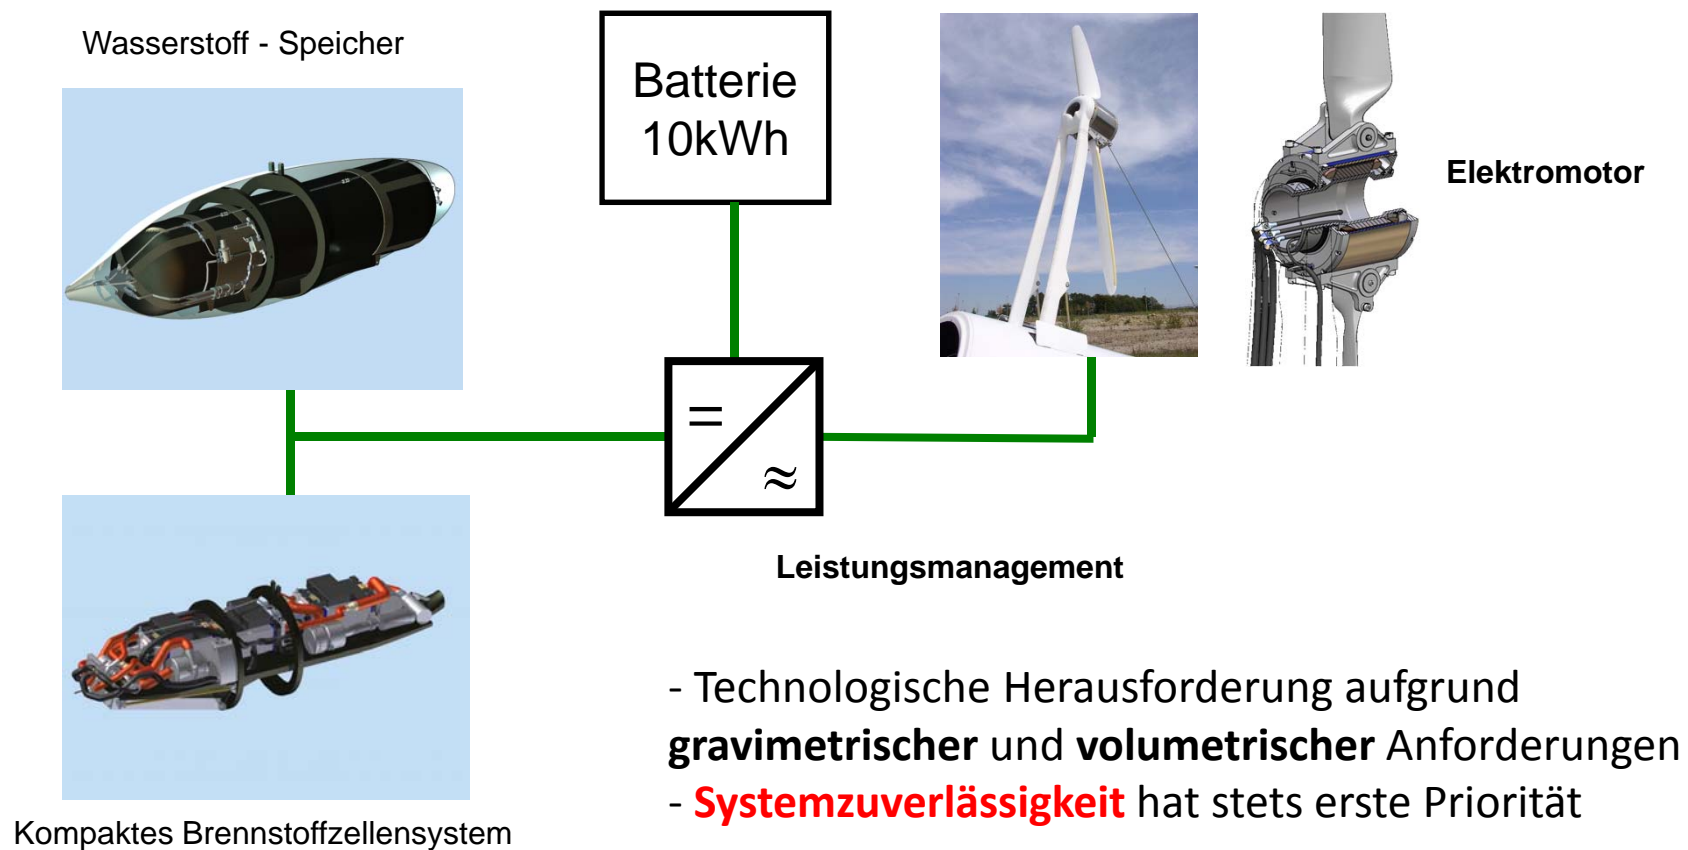 Wasserstoff - Speicher
Batterie
10kWh
Elektromotor
=
≈
Leistungsmanagement
Kompaktes Brennstoffzellensystem
- Technologische Herausforderung aufgrund
gravimetrischer und volumetrischer Anforderungen
- Systemzuverlässigkeit hat stets erste Priorität